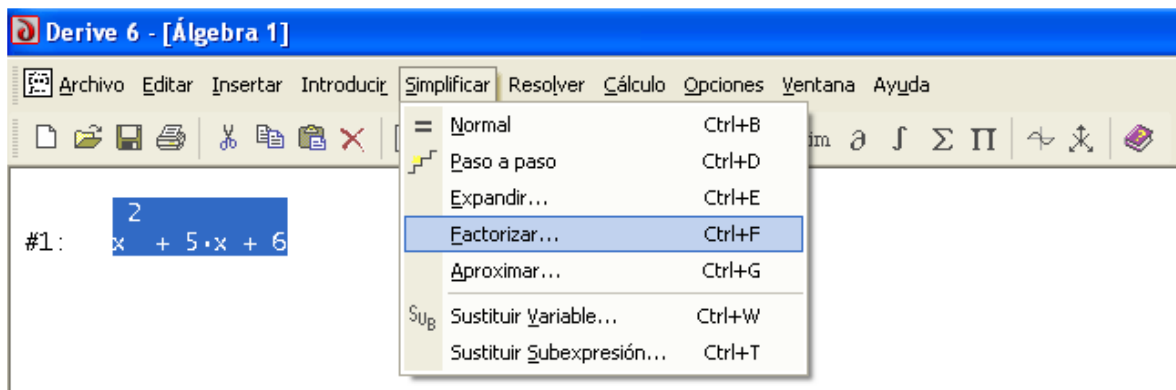 Derive 6 - [Álgebra 1]
Archivo Editar Insertar Introducir Simplificar Resolver Cálculo Opciones Ventana Ayuda
= Normal Ctrl+B
im ∂ ∫ Σ Π
Paso a paso Ctrl+D
Expandir... Ctrl+E
#1: x² + 5·x + 6
Factorizar... Ctrl+F
Aproximar... Ctrl+G
SUB Sustituir Variable... Ctrl+W
Sustituir Subexpresión... Ctrl+T